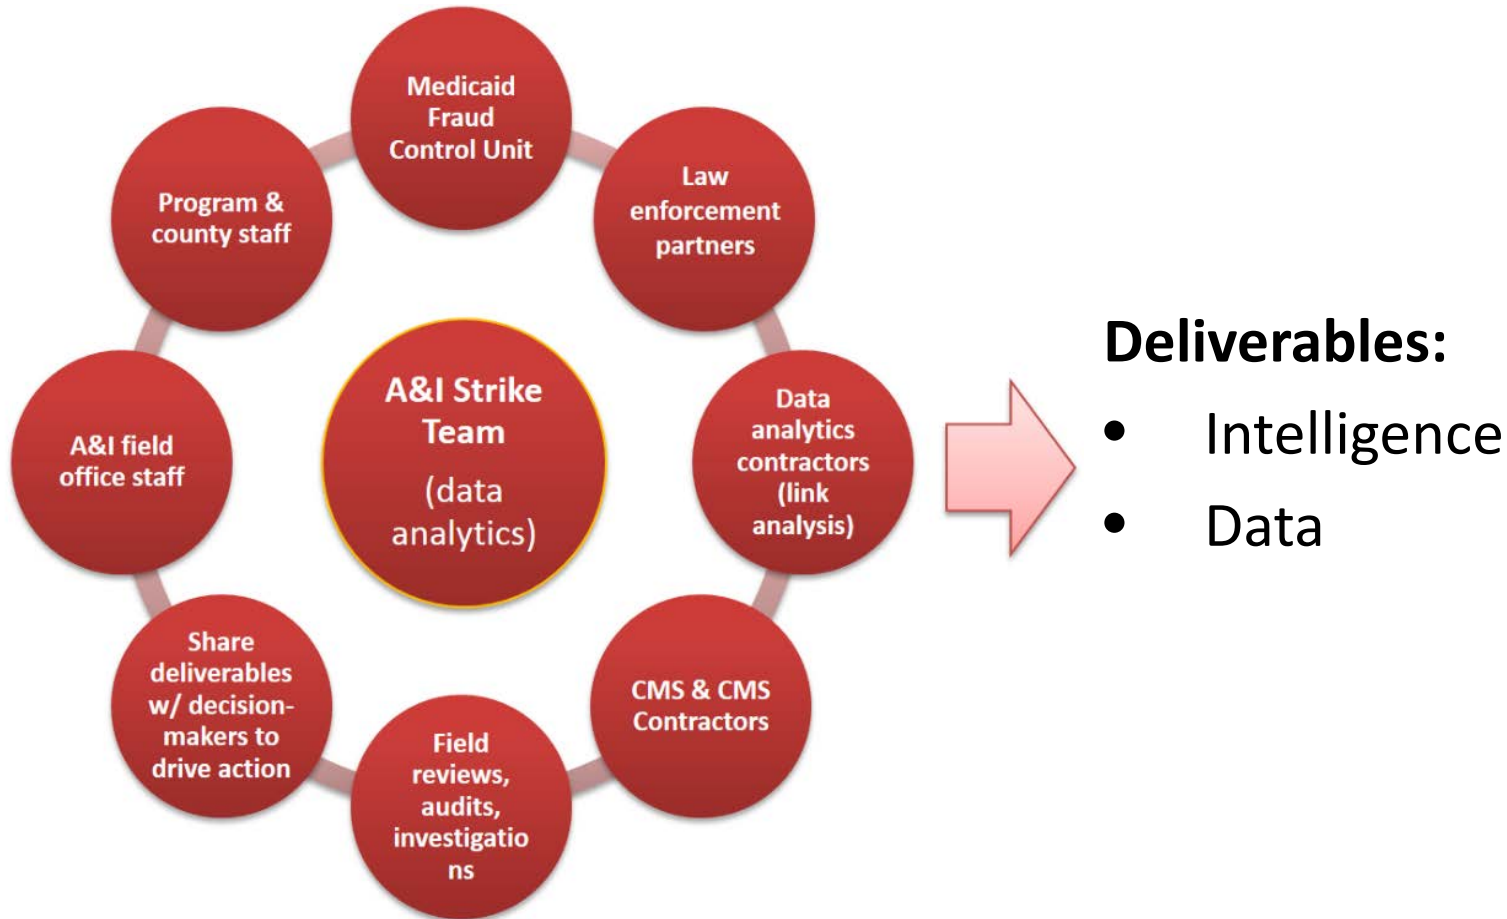 Medicaid
Fraud
Control Unit
Law
enforcement
partners
Data
analytics
contractors
(link
analysis)
CMS & CMS
Contractors
Field
reviews,
audits,
investigatio
ns
Share
deliverables
w/ decision-
makers to
drive action
A&I field
office staff
Program &
county staff
A&I Strike
Team
(data
analytics)
Deliverables:
• Intelligence
• Data